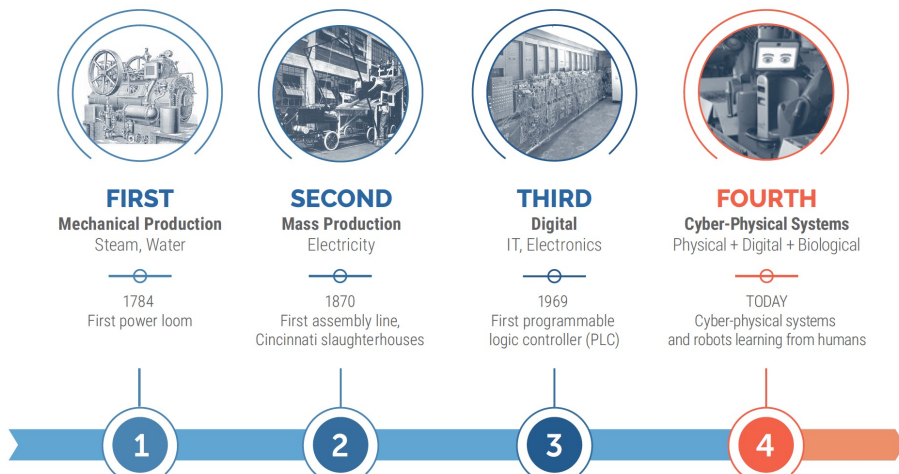 FIRST
Mechanical Production
Steam, Water
1784
First power loom
SECOND
Mass Production
Electricity
1870
First assembly line,
Cincinnati slaughterhouses
THIRD
Digital
IT, Electronics
1969
First programmable
logic controller (PLC)
FOURTH
Cyber-Physical Systems
Physical + Digital + Biological
TODAY
Cyber-physical systems
and robots learning from humans
1
2
3
4